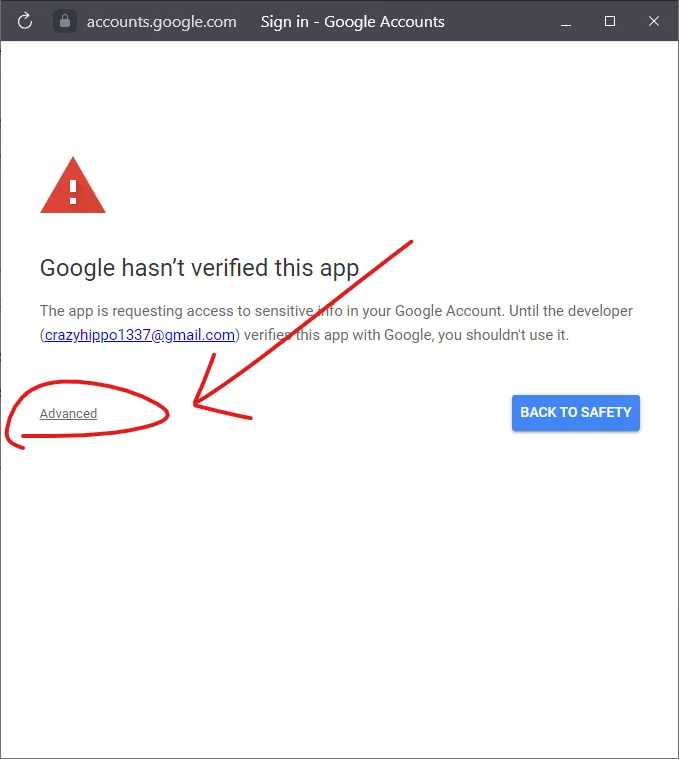 accounts.google.com Sign in - Google Accounts
Google hasn’t verified this app
The app is requesting access to sensitive info in your Google Account. Until the developer
(crazyhippo1337@gmail.com) verifies this app with Google, you shouldn't use it.
Advanced BACK TO SAFETY